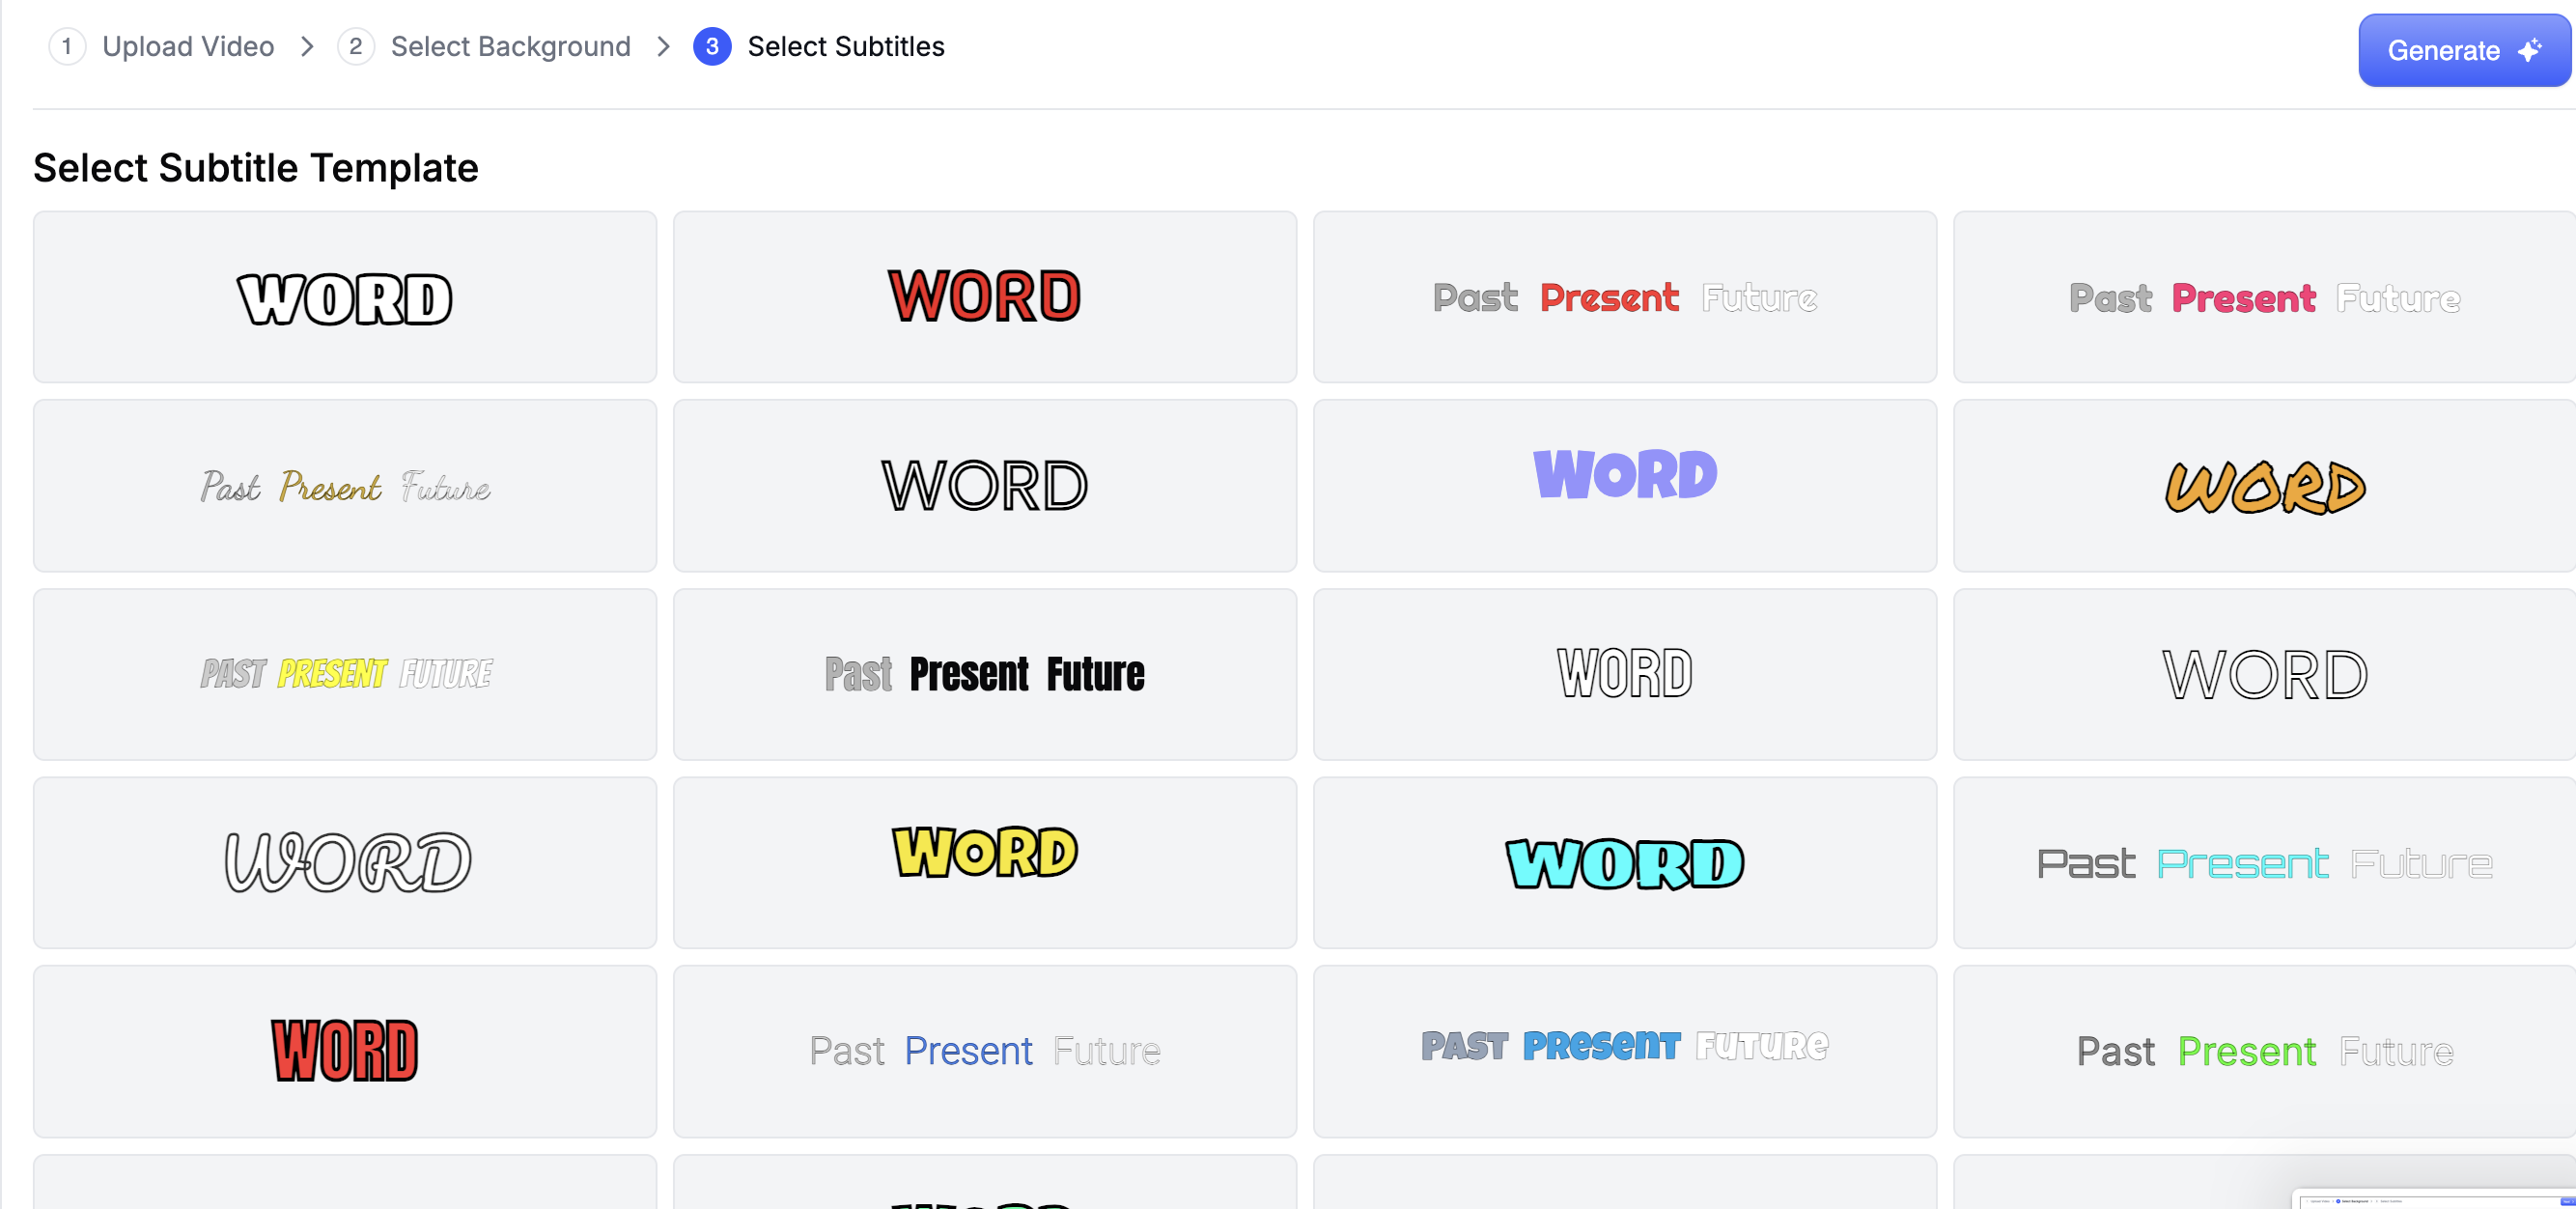 1 Upload Video > 2 Select Background > 3 Select Subtitles Generate
Select Subtitle Template
WORD WORD Past Present Future Past Present Future
Past Present Future WORD WORD WORD
PAST PRESENT FUTURE Past Present Future WORD WORD
WORD WORD WORD Past Present Future
WORD Past Present Future PAST PRESENT FUTURE Past Present Future